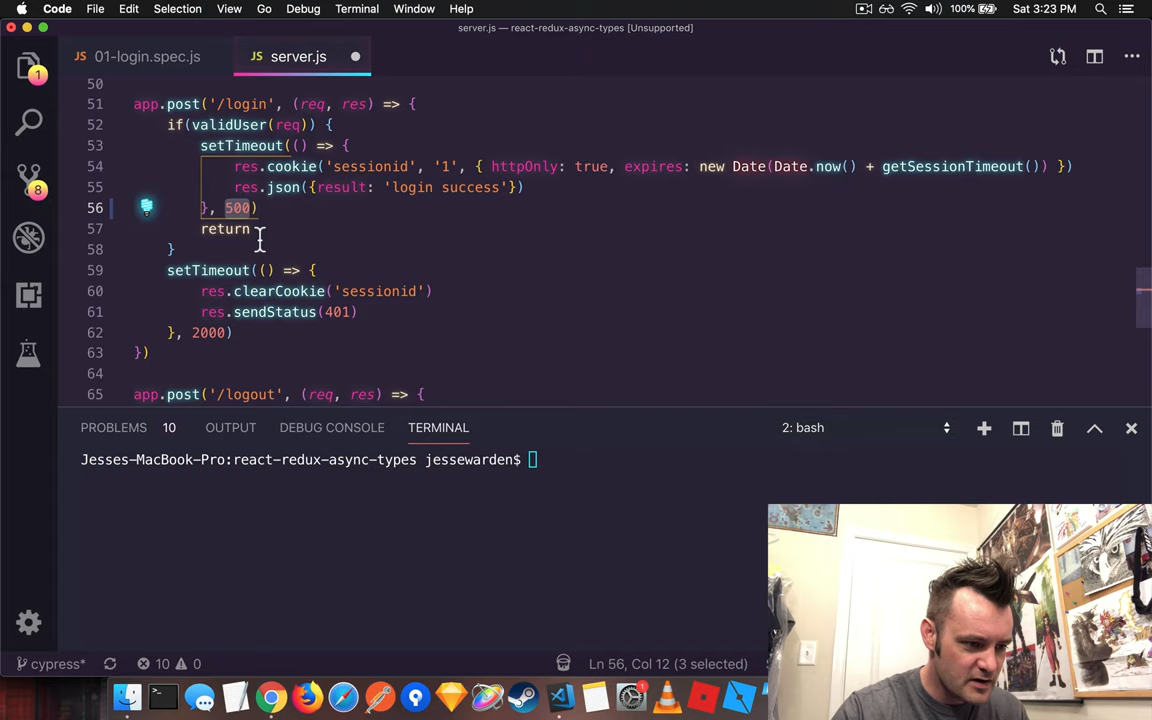 Code File Edit Selection View Go Debug Terminal Window Help 100% Sat 3:23 PM
server.js — react-redux-async-types [Unsupported]
JS 01-login.spec.js JS server.js
50
51 app.post('/login', (req, res) => {
52 if(validUser(req)) {
53 setTimeout(() => {
54 res.cookie('sessionid', '1', { httpOnly: true, expires: new Date(Date.now() + getSessionTimeout()) })
55 res.json({result: 'login success'})
56 }, 500)
57 return
58 }
59 setTimeout(() => {
60 res.clearCookie('sessionid')
61 res.sendStatus(401)
62 }, 2000)
63 })
64
65 app.post('/logout', (req, res) => {
1
8
PROBLEMS 10 OUTPUT DEBUG CONSOLE TERMINAL 2: bash
Jesses-MacBook-Pro:react-redux-async-types jessewarden$
cypress* 10 0 Ln 56, Col 12 (3 selected)